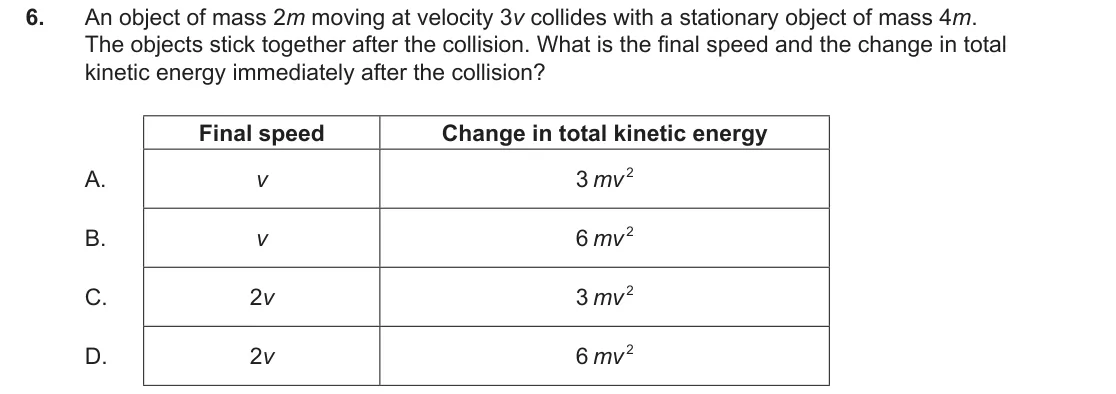 6. An object of mass 2m moving at velocity 3v collides with a stationary object of mass 4m.
The objects stick together after the collision. What is the final speed and the change in total
kinetic energy immediately after the collision?
Final speed Change in total kinetic energy
A. v 3 mv²
B. v 6 mv²
C. 2v 3 mv²
D. 2v 6 mv²